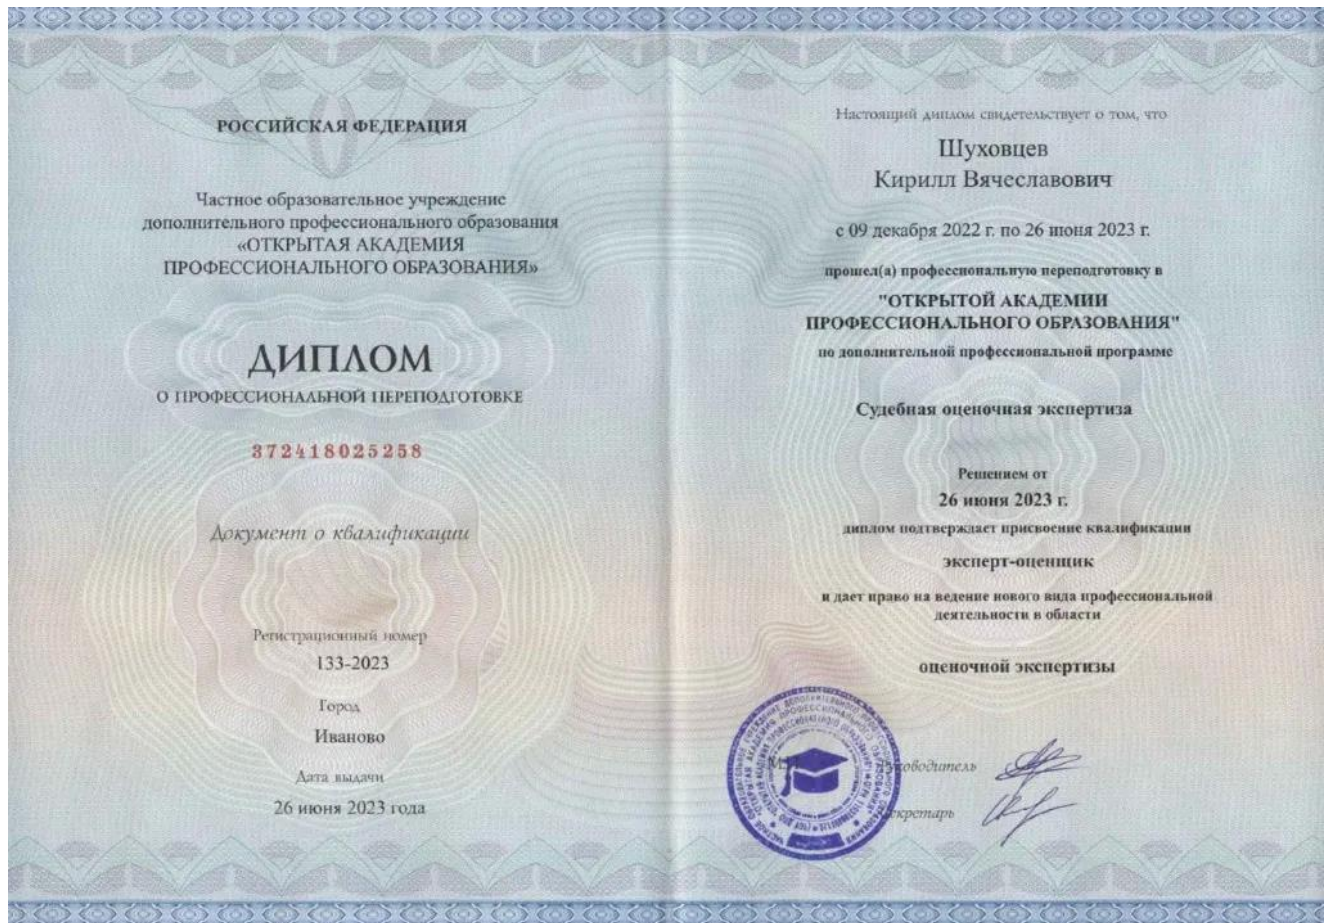 РОССИЙСКАЯ ФЕДЕРАЦИЯ
Частное образовательное учреждение
дополнительного профессионального образования
«ОТКРЫТАЯ АКАДЕМИЯ
ПРОФЕССИОНАЛЬНОГО ОБРАЗОВАНИЯ»
ДИПЛОМ
О ПРОФЕССИОНАЛЬНОЙ ПЕРЕПОДГОТОВКЕ
372418025258
Документ о квалификации
Регистрационный номер
133-2023
Город
Иваново
Дата выдачи
26 июня 2023 года
Настоящий диплом свидетельствует о том, что
Шуховцев
Кирилл Вячеславович
с 09 декабря 2022 г. по 26 июня 2023 г.
прошел(а) профессиональную переподготовку в
"ОТКРЫТОЙ АКАДЕМИИ
ПРОФЕССИОНАЛЬНОГО ОБРАЗОВАНИЯ"
по дополнительной профессиональной программе
Судебная оценочная экспертиза
Решением от
26 июня 2023 г.
диплом подтверждает присвоение квалификации
эксперт-оценщик
и дает право на ведение нового вида профессиональной
деятельности в области
оценочной экспертизы
Руководитель
Секретарь